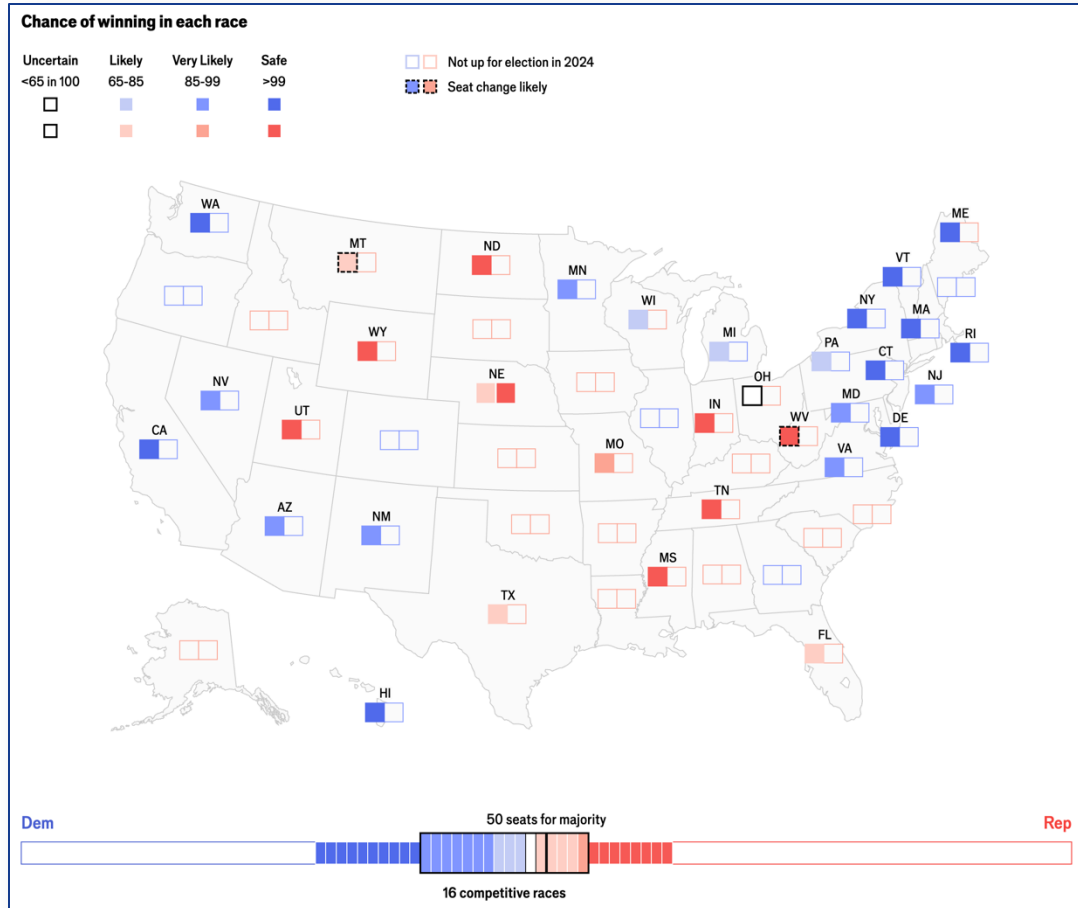 Chance of winning in each race
Uncertain Likely Very Likely Safe
<65 in 100 65-85 85-99 >99
Not up for election in 2024
Seat change likely
WA
ME
MT
ND
VT
MN
WI
NY
MA
MI
RI
WY
PA
CT
NE
OH
NJ
NV
MD
UT
IN
WV
DE
CA
MO
VA
TN
AZ
NM
MS
TX
FL
HI
Dem
50 seats for majority
Rep
16 competitive races